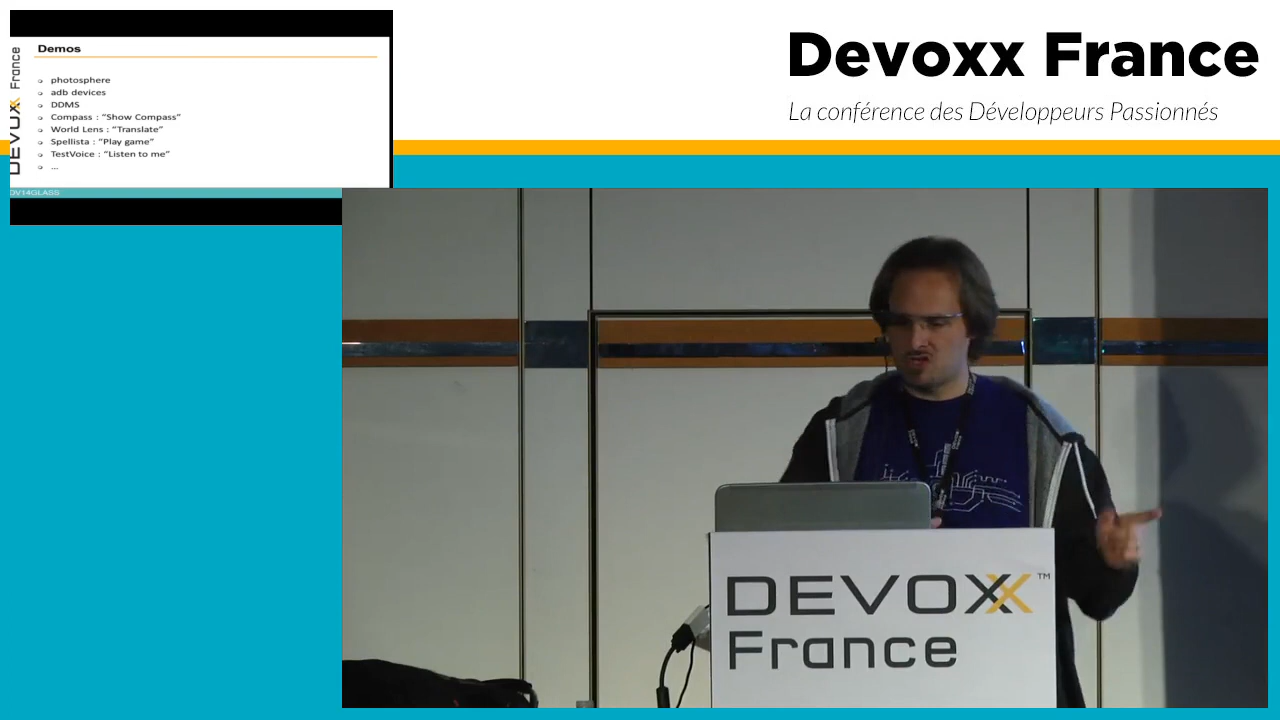 Demos
photosphere
adb devices
DDMS
Compass : “Show Compass”
World Lens : “Translate”
Spellista : “Play game”
TestVoice : “Listen to me”
...
DEVOXX France
DV14GLASS
Devoxx France
La conférence des Développeurs Passionnés
DEVOXX™
France